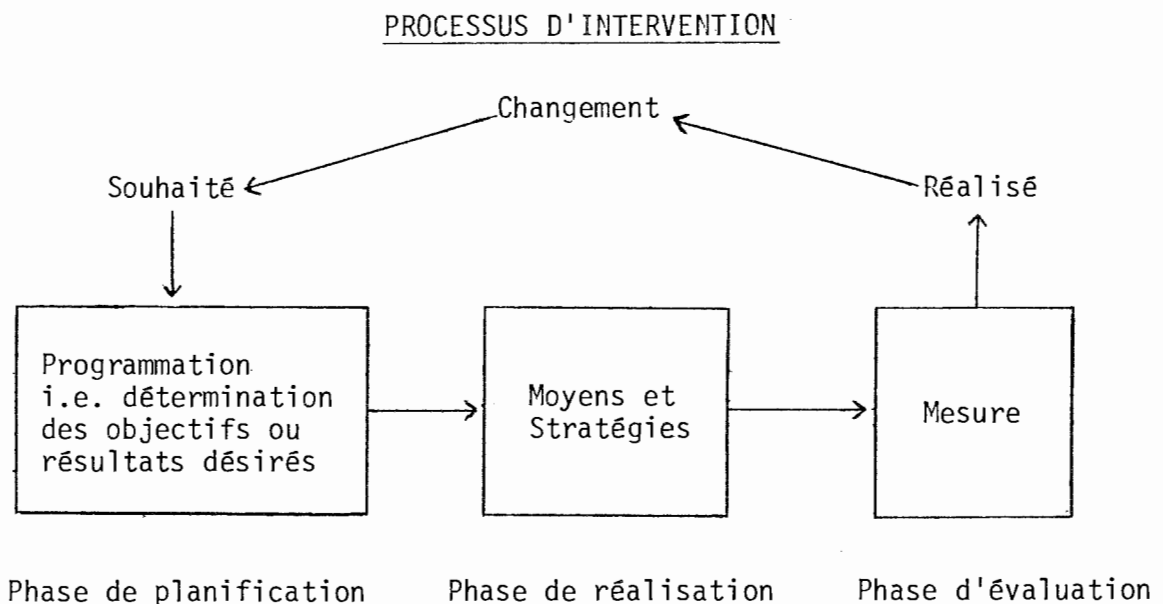 PROCESSUS D'INTERVENTION
Changement
Souhaité
Réalisé
Programmation
i.e. détermination
des objectifs ou
résultats désirés
Moyens et
Stratégies
Mesure
Phase de planification
Phase de réalisation
Phase d'évaluation